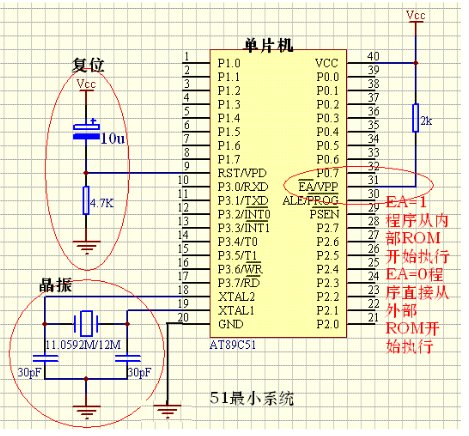 Vcc
单片机
复位
Vcc
10u
4.7K
1 P1.0 VCC 40
2 P1.1 P0.0 39
3 P1.2 P0.1 38
4 P1.3 P0.2 37
5 P1.4 P0.3 36
6 P1.5 P0.4 35
7 P1.6 P0.5 34
8 P1.7 P0.6 33
9 RST/VPD P0.7 32
10 P3.0/RXD EA/VPP 31
11 P3.1/TXD ALE/PROG 30
12 P3.2/INT0 PSEN 29
13 P3.3/INT1 P2.7 28
14 P3.4/T0 P2.6 27
15 P3.5/T1 P2.5 26
16 P3.6/WR P2.4 25
17 P3.7/RD P2.3 24
18 XTAL2 P2.2 23
19 XTAL1 P2.1 22
20 GND P2.0 21
AT89C51
2k
EA=1
程序从内
部ROM
开始执行
EA=0程
序直接从
外部
ROM开
始执行
晶振
11.0592M/12M
30pF
30pF
51最小系统